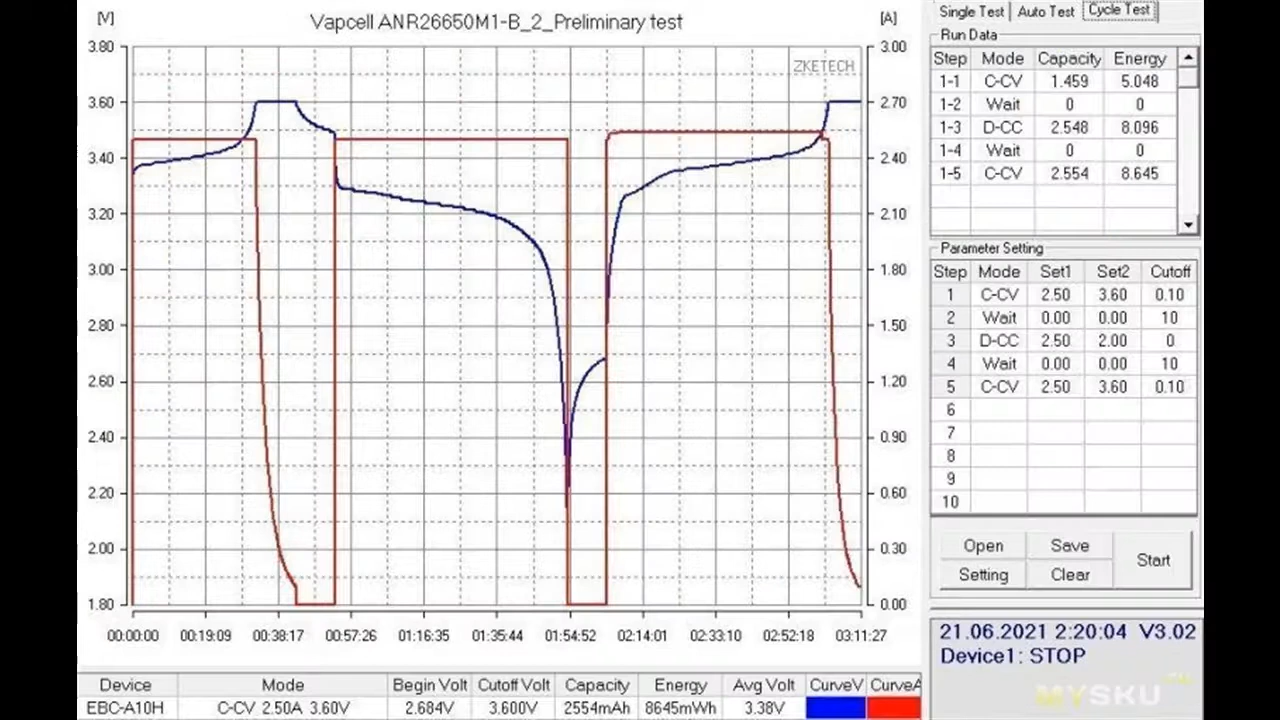 [V]
Vapcell ANR26650M1-B_2_Preliminary test
[A]
3.80
3.60
3.40
3.20
3.00
2.80
2.60
2.40
2.20
2.00
1.80
ZKETECH
3.00
2.70
2.40
2.10
1.80
1.50
1.20
0.90
0.60
0.30
0.00
00:00:00 00:19:09 00:38:17 00:57:26 01:16:35 01:35:44 01:54:52 02:14:01 02:33:10 02:52:18 03:11:27
Device Mode Begin Volt Cutoff Volt Capacity Energy Avg Volt CurveV CurveA
EBC-A10H C-CV 2.50A 3.60V 2.684V 3.600V 2554mAh 8645mWh 3.38V
Single Test Auto Test Cycle Test
Run Data
Step Mode Capacity Energy
1-1 C-CV 1.459 5.048
1-2 Wait 0 0
1-3 D-CC 2.548 8.096
1-4 Wait 0 0
1-5 C-CV 2.554 8.645
Parameter Setting
Step Mode Set1 Set2 Cutoff
1 C-CV 2.50 3.60 0.10
2 Wait 0.00 0.00 10
3 D-CC 2.50 2.00 0
4 Wait 0.00 0.00 10
5 C-CV 2.50 3.60 0.10
6
7
8
9
10
Open Save Start
Setting Clear
21.06.2021 2:20:04 V3.02
Device1: STOP
MYSKU